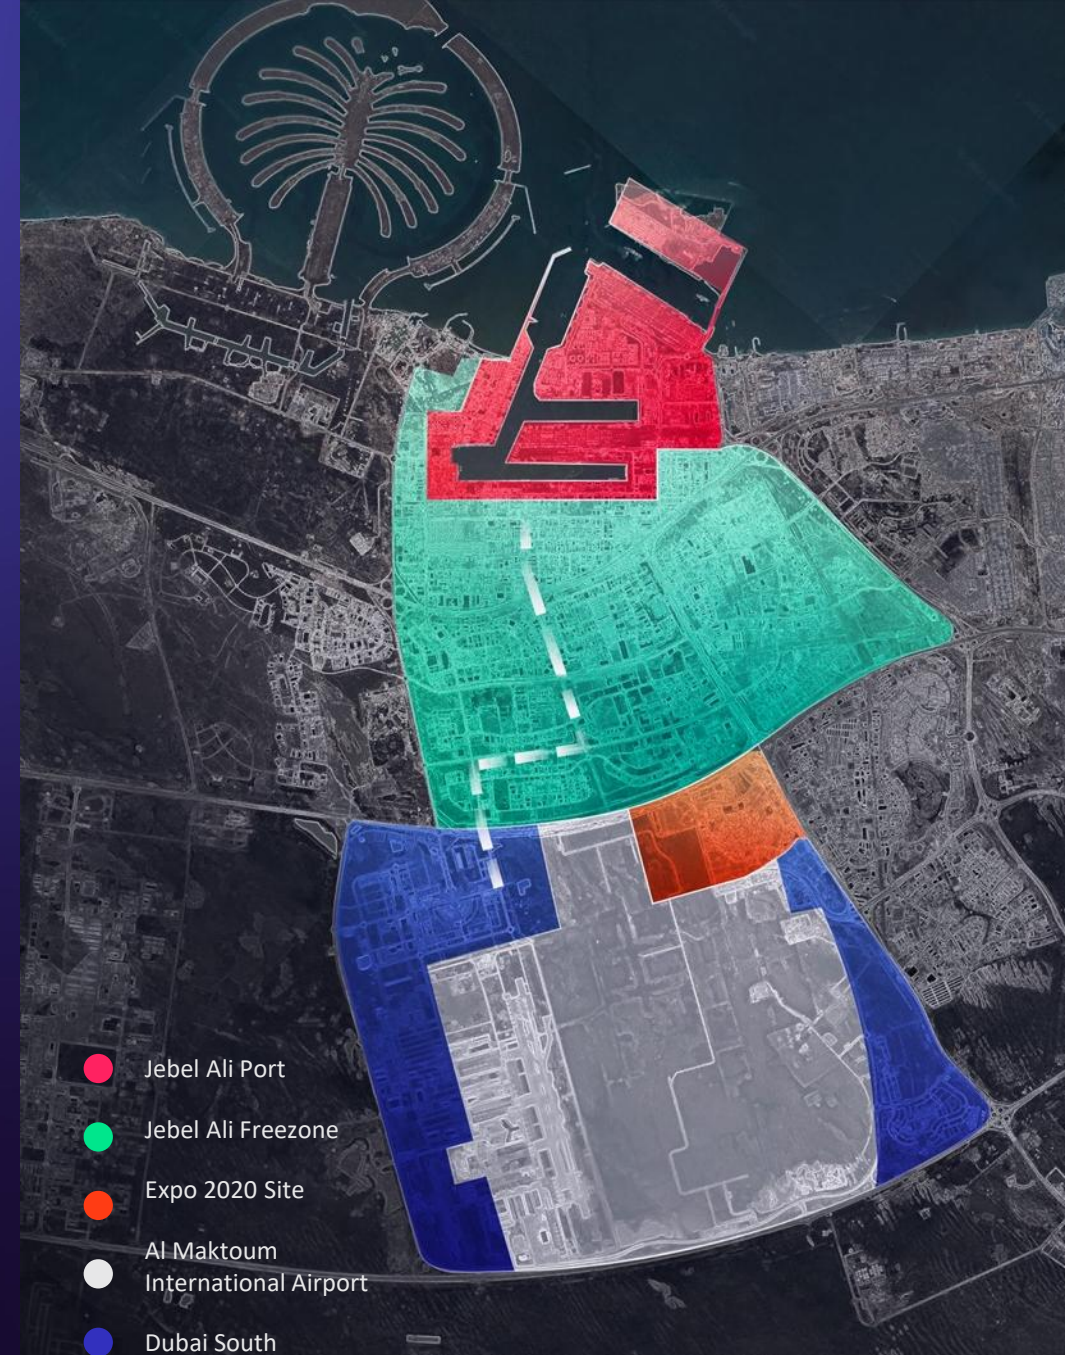 Jebel Ali Port
Jebel Ali Freezone
Expo 2020 Site
Al Maktoum
International Airport
Dubai South